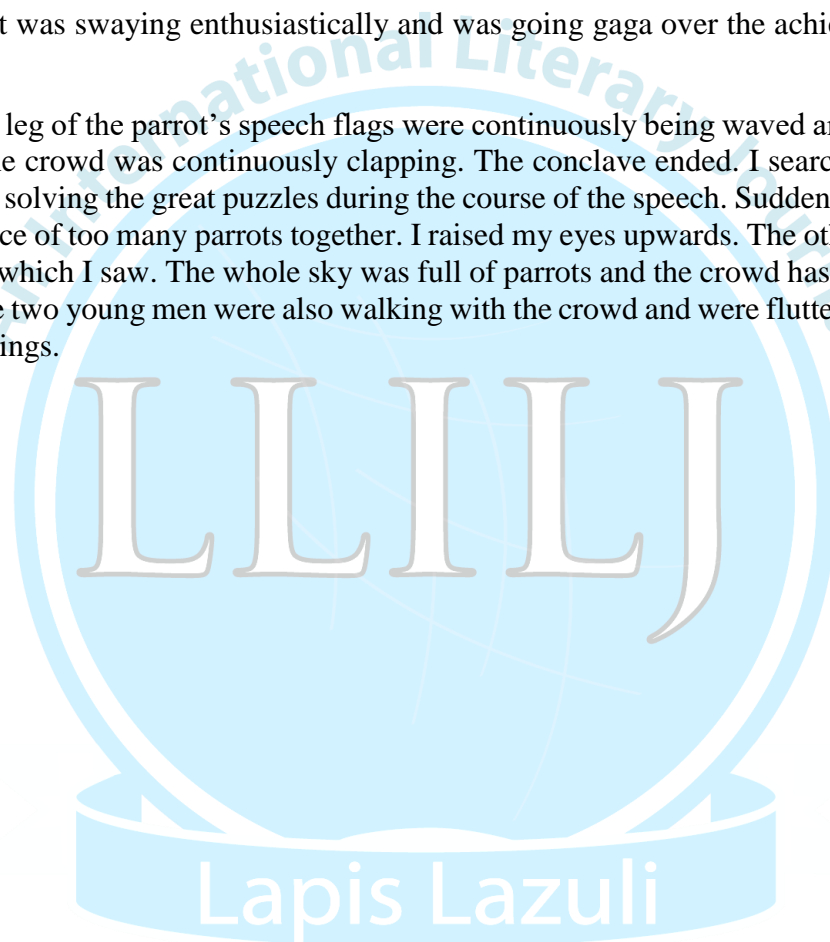 t was swaying enthusiastically and was going gaga over the achie
leg of the parrot's speech flags were continuously being waved a
e crowd was continuously clapping. The conclave ended. I searc
solving the great puzzles during the course of the speech. Sudden
ce of too many parrots together. I raised my eyes upwards. The ot
which I saw. The whole sky was full of parrots and the crowd has
e two young men were also walking with the crowd and were flutte
ings.
International Literary Journal
LLILJ
Lapis Lazuli